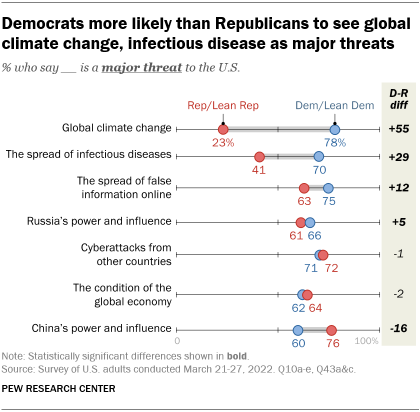 Democrats more likely than Republicans to see global
climate change, infectious disease as major threats
% who say __ is a major threat to the U.S.
D-R
diff
Rep/Lean Rep Dem/Lean Dem
Global climate change 23% 78% +55
The spread of infectious diseases 41 70 +29
The spread of false
information online 63 75 +12
Russia's power and influence 61 66 +5
Cyberattacks from
other countries 71 72 -1
The condition of the
global economy 62 64 -2
China's power and influence 60 76 -16
0 100%
Note: Statistically significant differences shown in bold.
Source: Survey of U.S. adults conducted March 21-27, 2022. Q10a-e, Q43a&c.
PEW RESEARCH CENTER